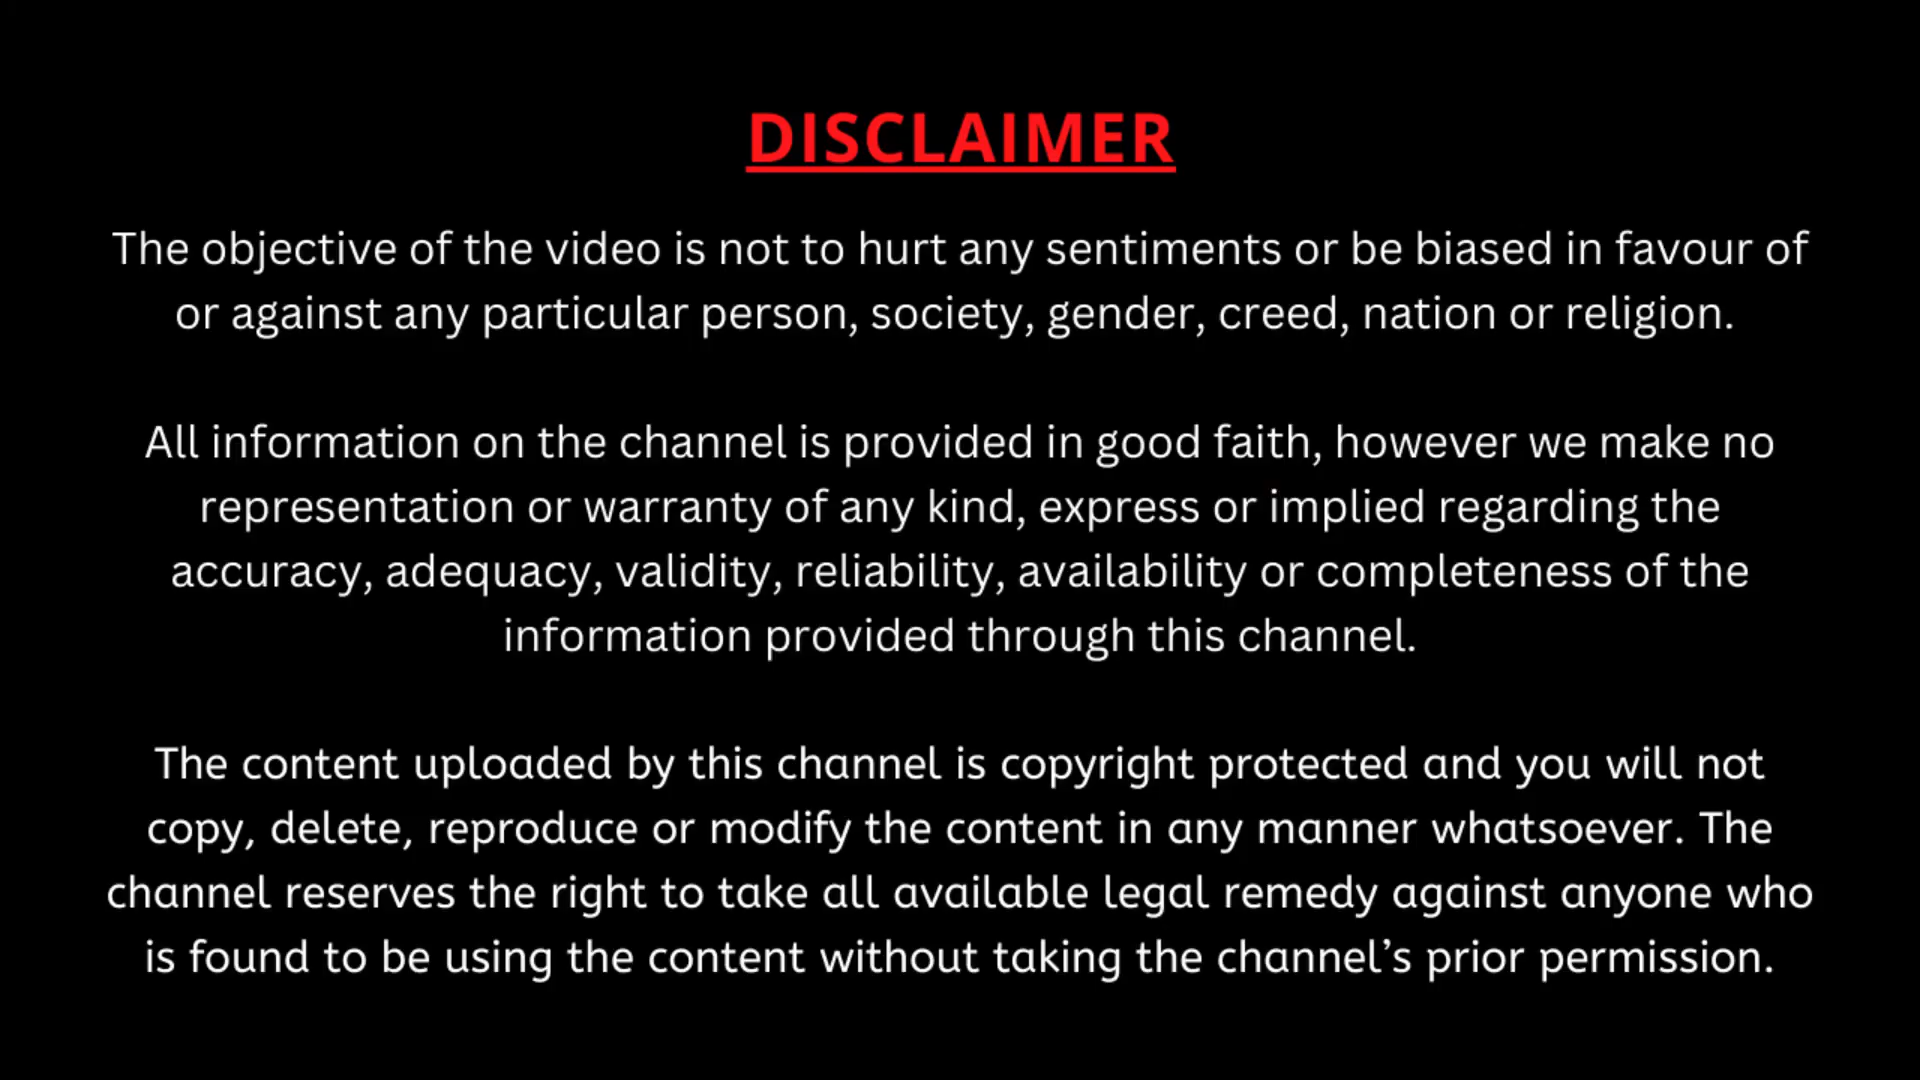 DISCLAIMER
The objective of the video is not to hurt any sentiments or be biased in favour of
or against any particular person, society, gender, creed, nation or religion.
All information on the channel is provided in good faith, however we make no
representation or warranty of any kind, express or implied regarding the
accuracy, adequacy, validity, reliability, availability or completeness of the
information provided through this channel.
The content uploaded by this channel is copyright protected and you will not
copy, delete, reproduce or modify the content in any manner whatsoever. The
channel reserves the right to take all available legal remedy against anyone who
is found to be using the content without taking the channel’s prior permission.